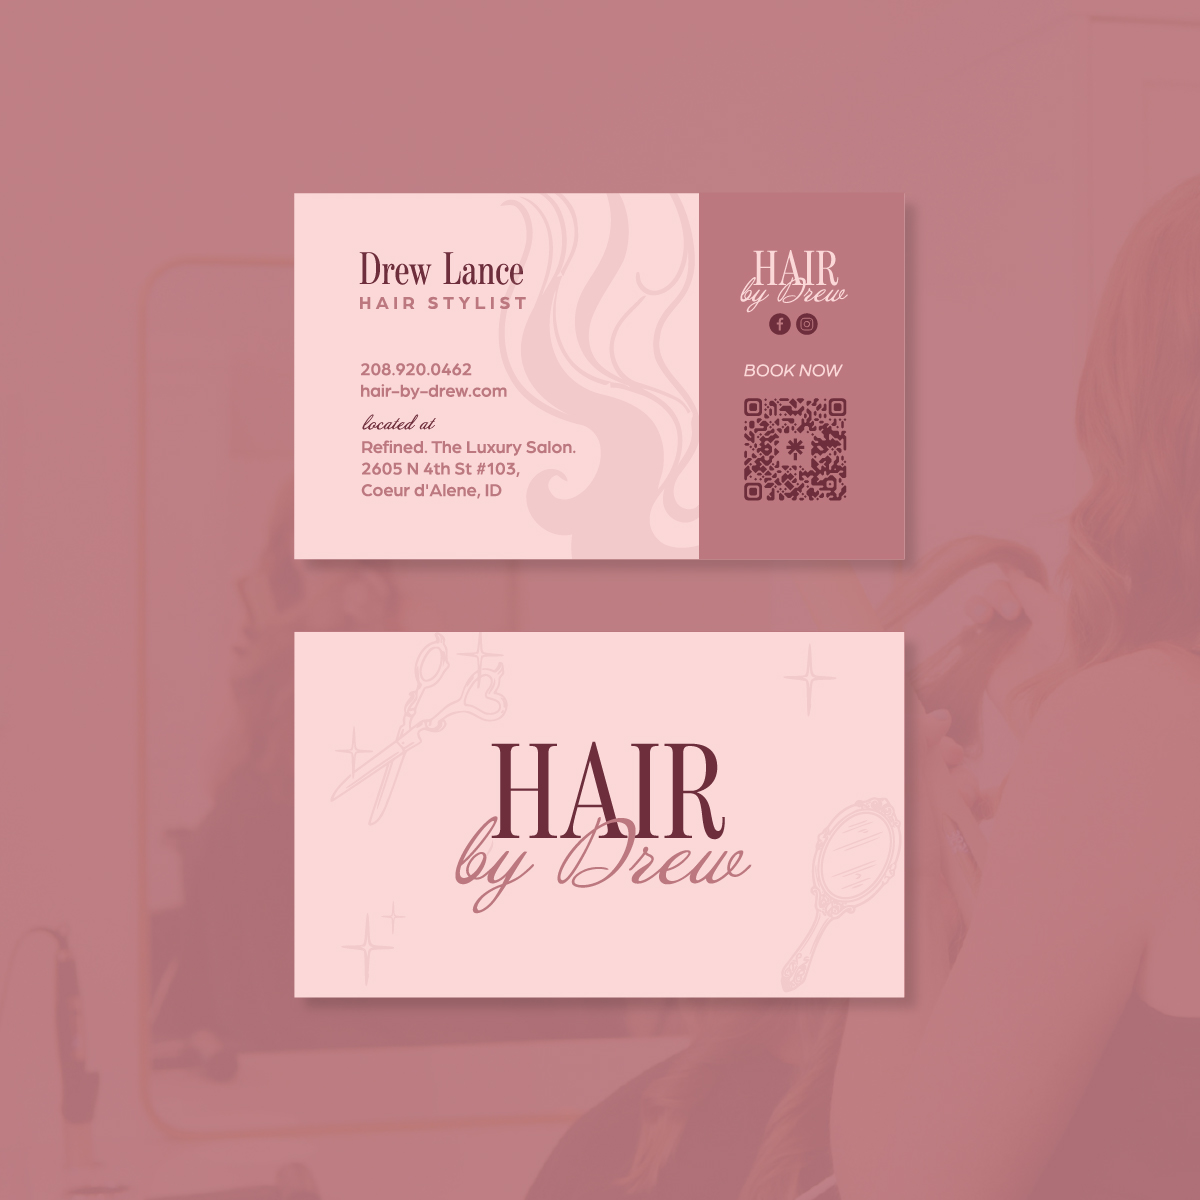 Drew Lance
HAIR STYLIST
208.920.0462
hair-by-drew.com
located at
Refined. The Luxury Salon.
2605 N 4th St #103,
Coeur d'Alene, ID
HAIR
by Drew
BOOK NOW
HAIR
by Drew